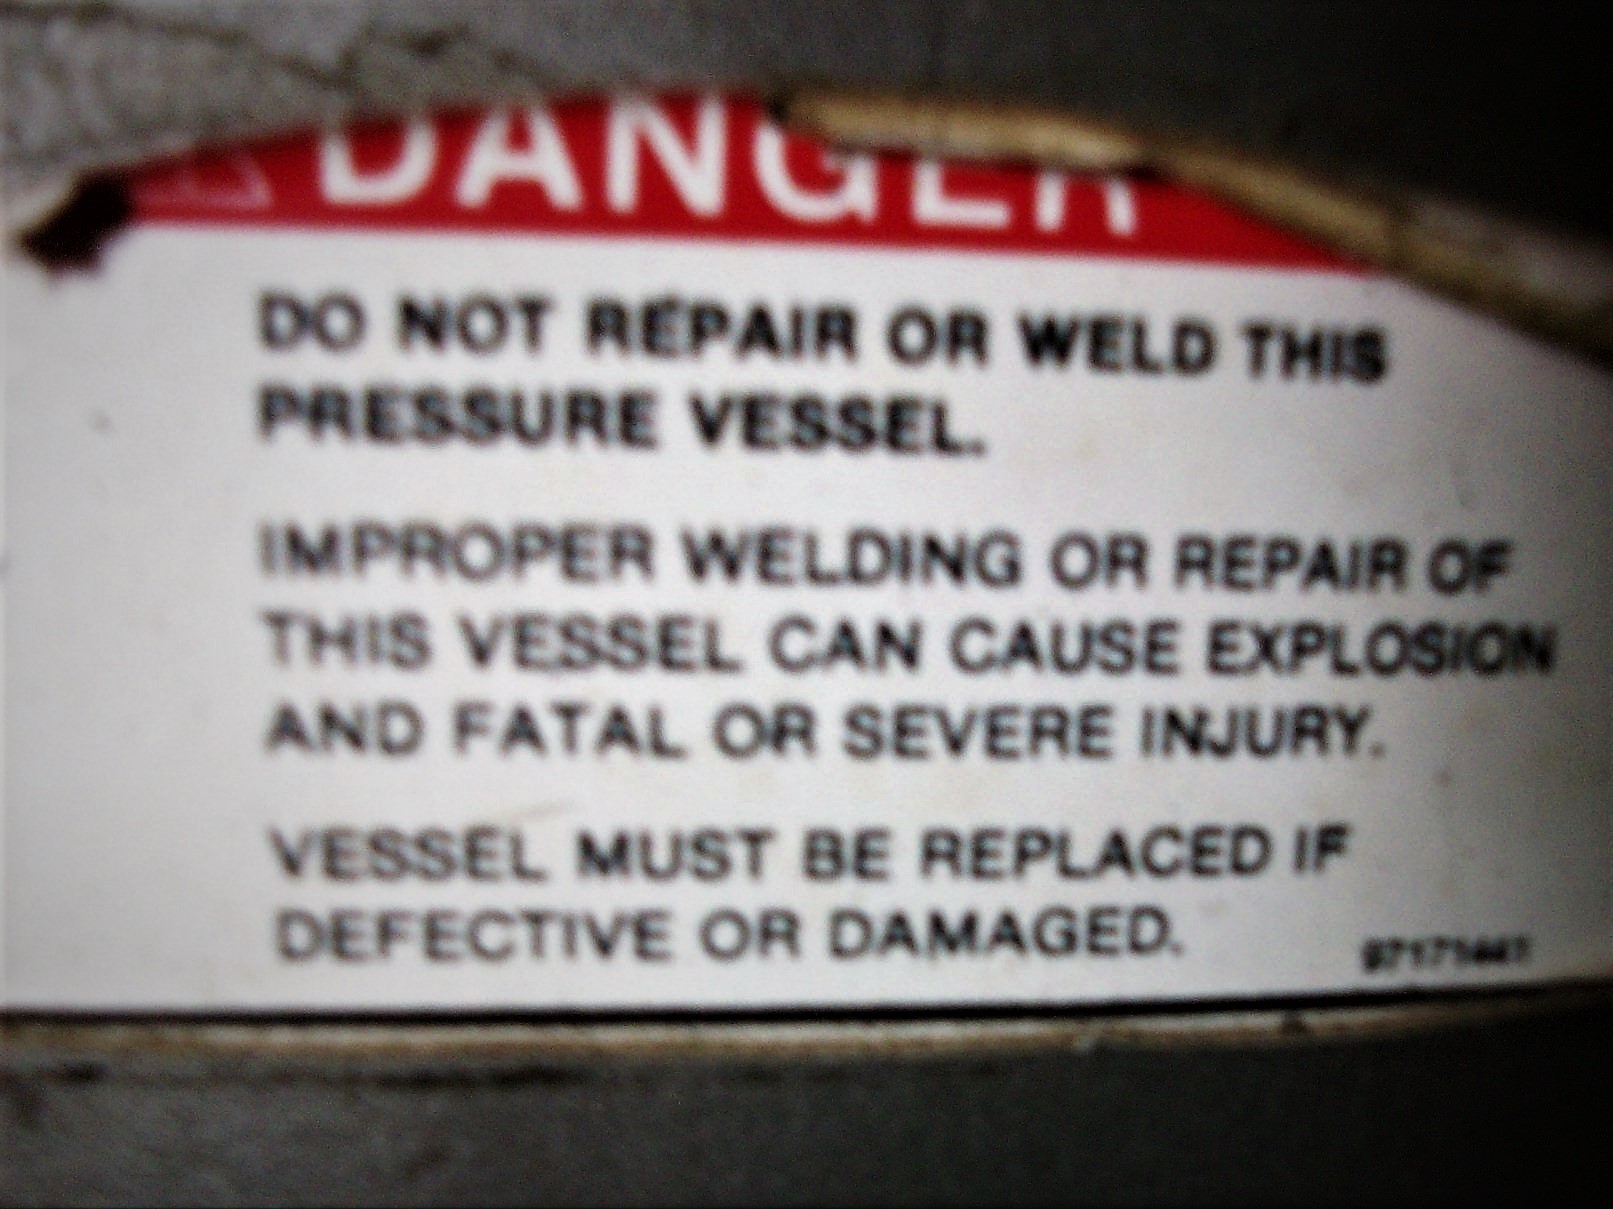 DANGER
DO NOT REPAIR OR WELD THIS
PRESSURE VESSEL.
IMPROPER WELDING OR REPAIR OF
THIS VESSEL CAN CAUSE EXPLOSION
AND FATAL OR SEVERE INJURY.
VESSEL MUST BE REPLACED IF
DEFECTIVE OR DAMAGED.